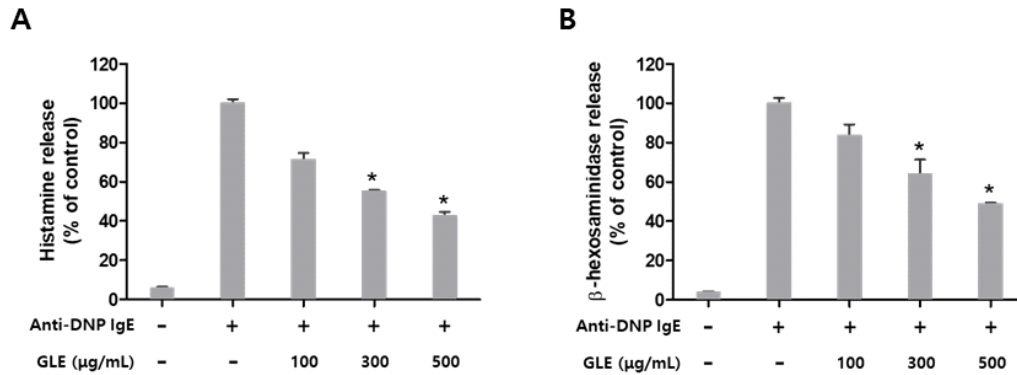 A
B
Histamine release
(% of control)
120
100
80
60
40
20
0
*
*
Anti-DNP IgE - + + + +
GLE (μg/mL) - - 100 300 500
β-hexosaminidase release
(% of control)
120
100
80
60
40
20
0
*
*
Anti-DNP IgE - + + + +
GLE (μg/mL) - - 100 300 500